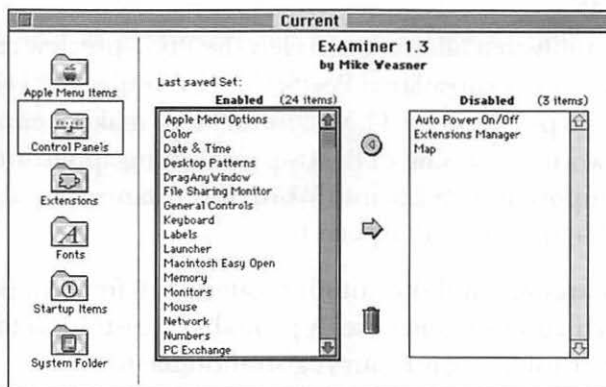 Current
ExAminer 1.3
by Mike Yeasner
Last saved Set:
Enabled (24 items)
Disabled (3 items)
Apple Menu Items
Control Panels
Extensions
Fonts
Startup Items
System Folder
Apple Menu Options
Color
Date & Time
Desktop Patterns
DragAnyWindow
File Sharing Monitor
General Controls
Keyboard
Labels
Launcher
Macintosh Easy Open
Memory
Monitors
Mouse
Network
Numbers
PC Exchange
Auto Power On/Off
Extensions Manager
Map